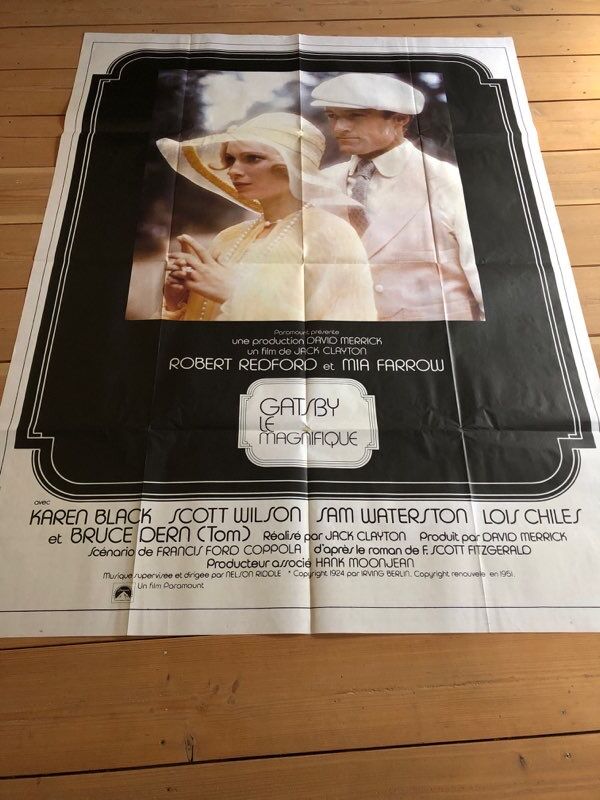 Paramount présente
une production DAVID MERRICK
un film de JACK CLAYTON
ROBERT REDFORD et MIA FARROW
GATSBY
LE
MAGNIFIQUE
avec
KAREN BLACK SCOTT WILSON SAM WATERSTON LOIS CHILES
et BRUCE DERN (Tom) Réalisé par JACK CLAYTON Produit par DAVID MERRICK
Scénario de FRANCIS FORD COPPOLA d'après le roman de F. SCOTT FITZGERALD
Producteur associé HANK MOONJEAN
Musique supervisée et dirigée par NELSON RIDDLE * Copyright 1924 par IRVING BERLIN. Copyright renouvelé en 1951.
Un film Paramount